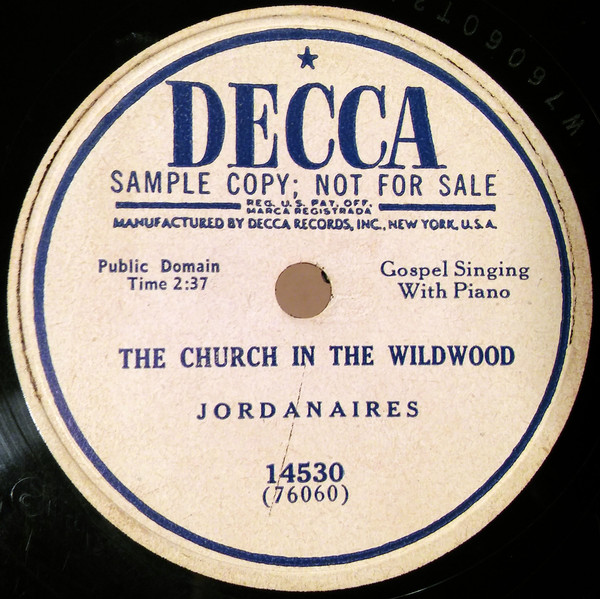 DECCA
SAMPLE COPY; NOT FOR SALE
REG. U.S. PAT. OFF.
MARCA REGISTRADA
MANUFACTURED BY DECCA RECORDS, INC., NEW YORK, U.S.A.
Public Domain
Time 2:37
Gospel Singing
With Piano
THE CHURCH IN THE WILDWOOD
JORDANAIRES
14530
(76060)